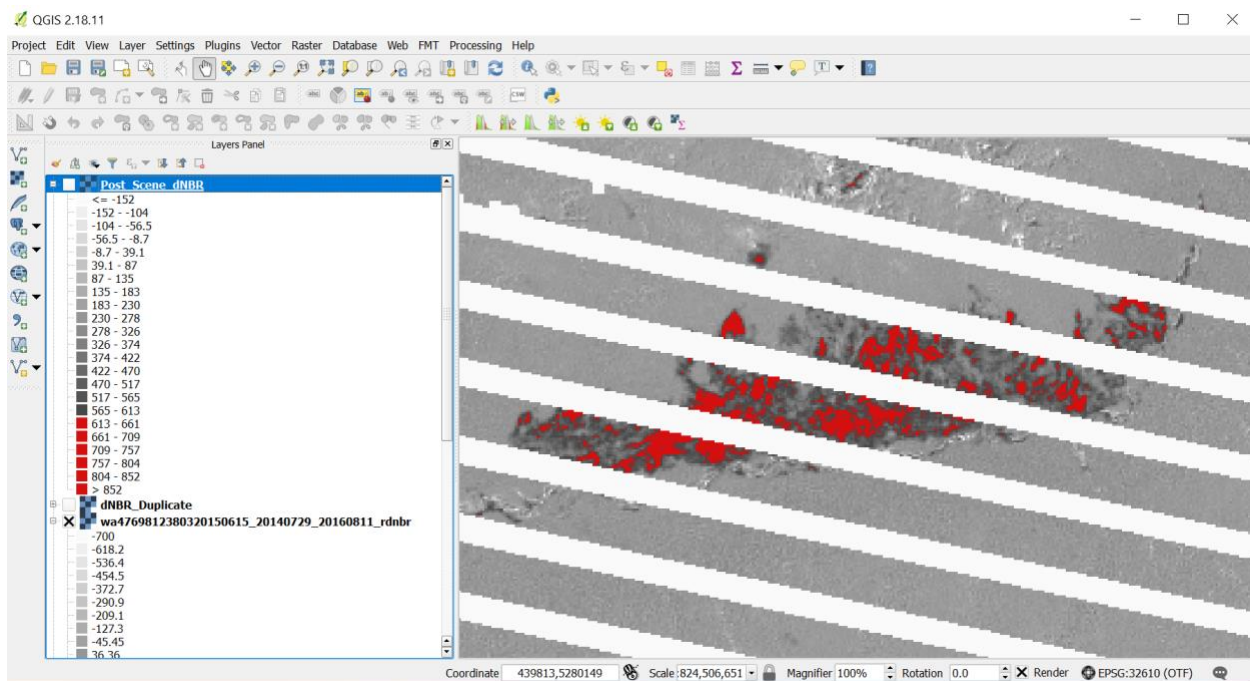 QGIS 2.18.11
Project Edit View Layer Settings Plugins Vector Raster Database Web FMT Processing Help
Layers Panel
Post_Scene_dNBR
<= -152
-152 - -104
-104 - -56.5
-56.5 - -8.7
-8.7 - 39.1
39.1 - 87
87 - 135
135 - 183
183 - 230
230 - 278
278 - 326
326 - 374
374 - 422
422 - 470
470 - 517
517 - 565
565 - 613
613 - 661
661 - 709
709 - 757
757 - 804
804 - 852
> 852
dNBR_Duplicate
wa4769812380320150615_20140729_20160811_rdnbr
-700
-618.2
-536.4
-454.5
-372.7
-290.9
-209.1
-127.3
-45.45
36.36
Coordinate 439813,5280149 Scale :824,506,651 Magnifier 100% Rotation 0.0 Render EPSG:32610 (OTF)